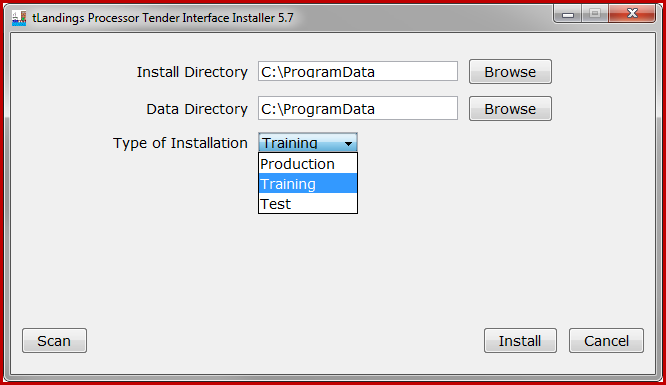 tLandings Processor Tender Interface Installer 5.7
Install Directory C:\ProgramData Browse
Data Directory C:\ProgramData Browse
Type of Installation Training
Production
Training
Test
Scan Install Cancel